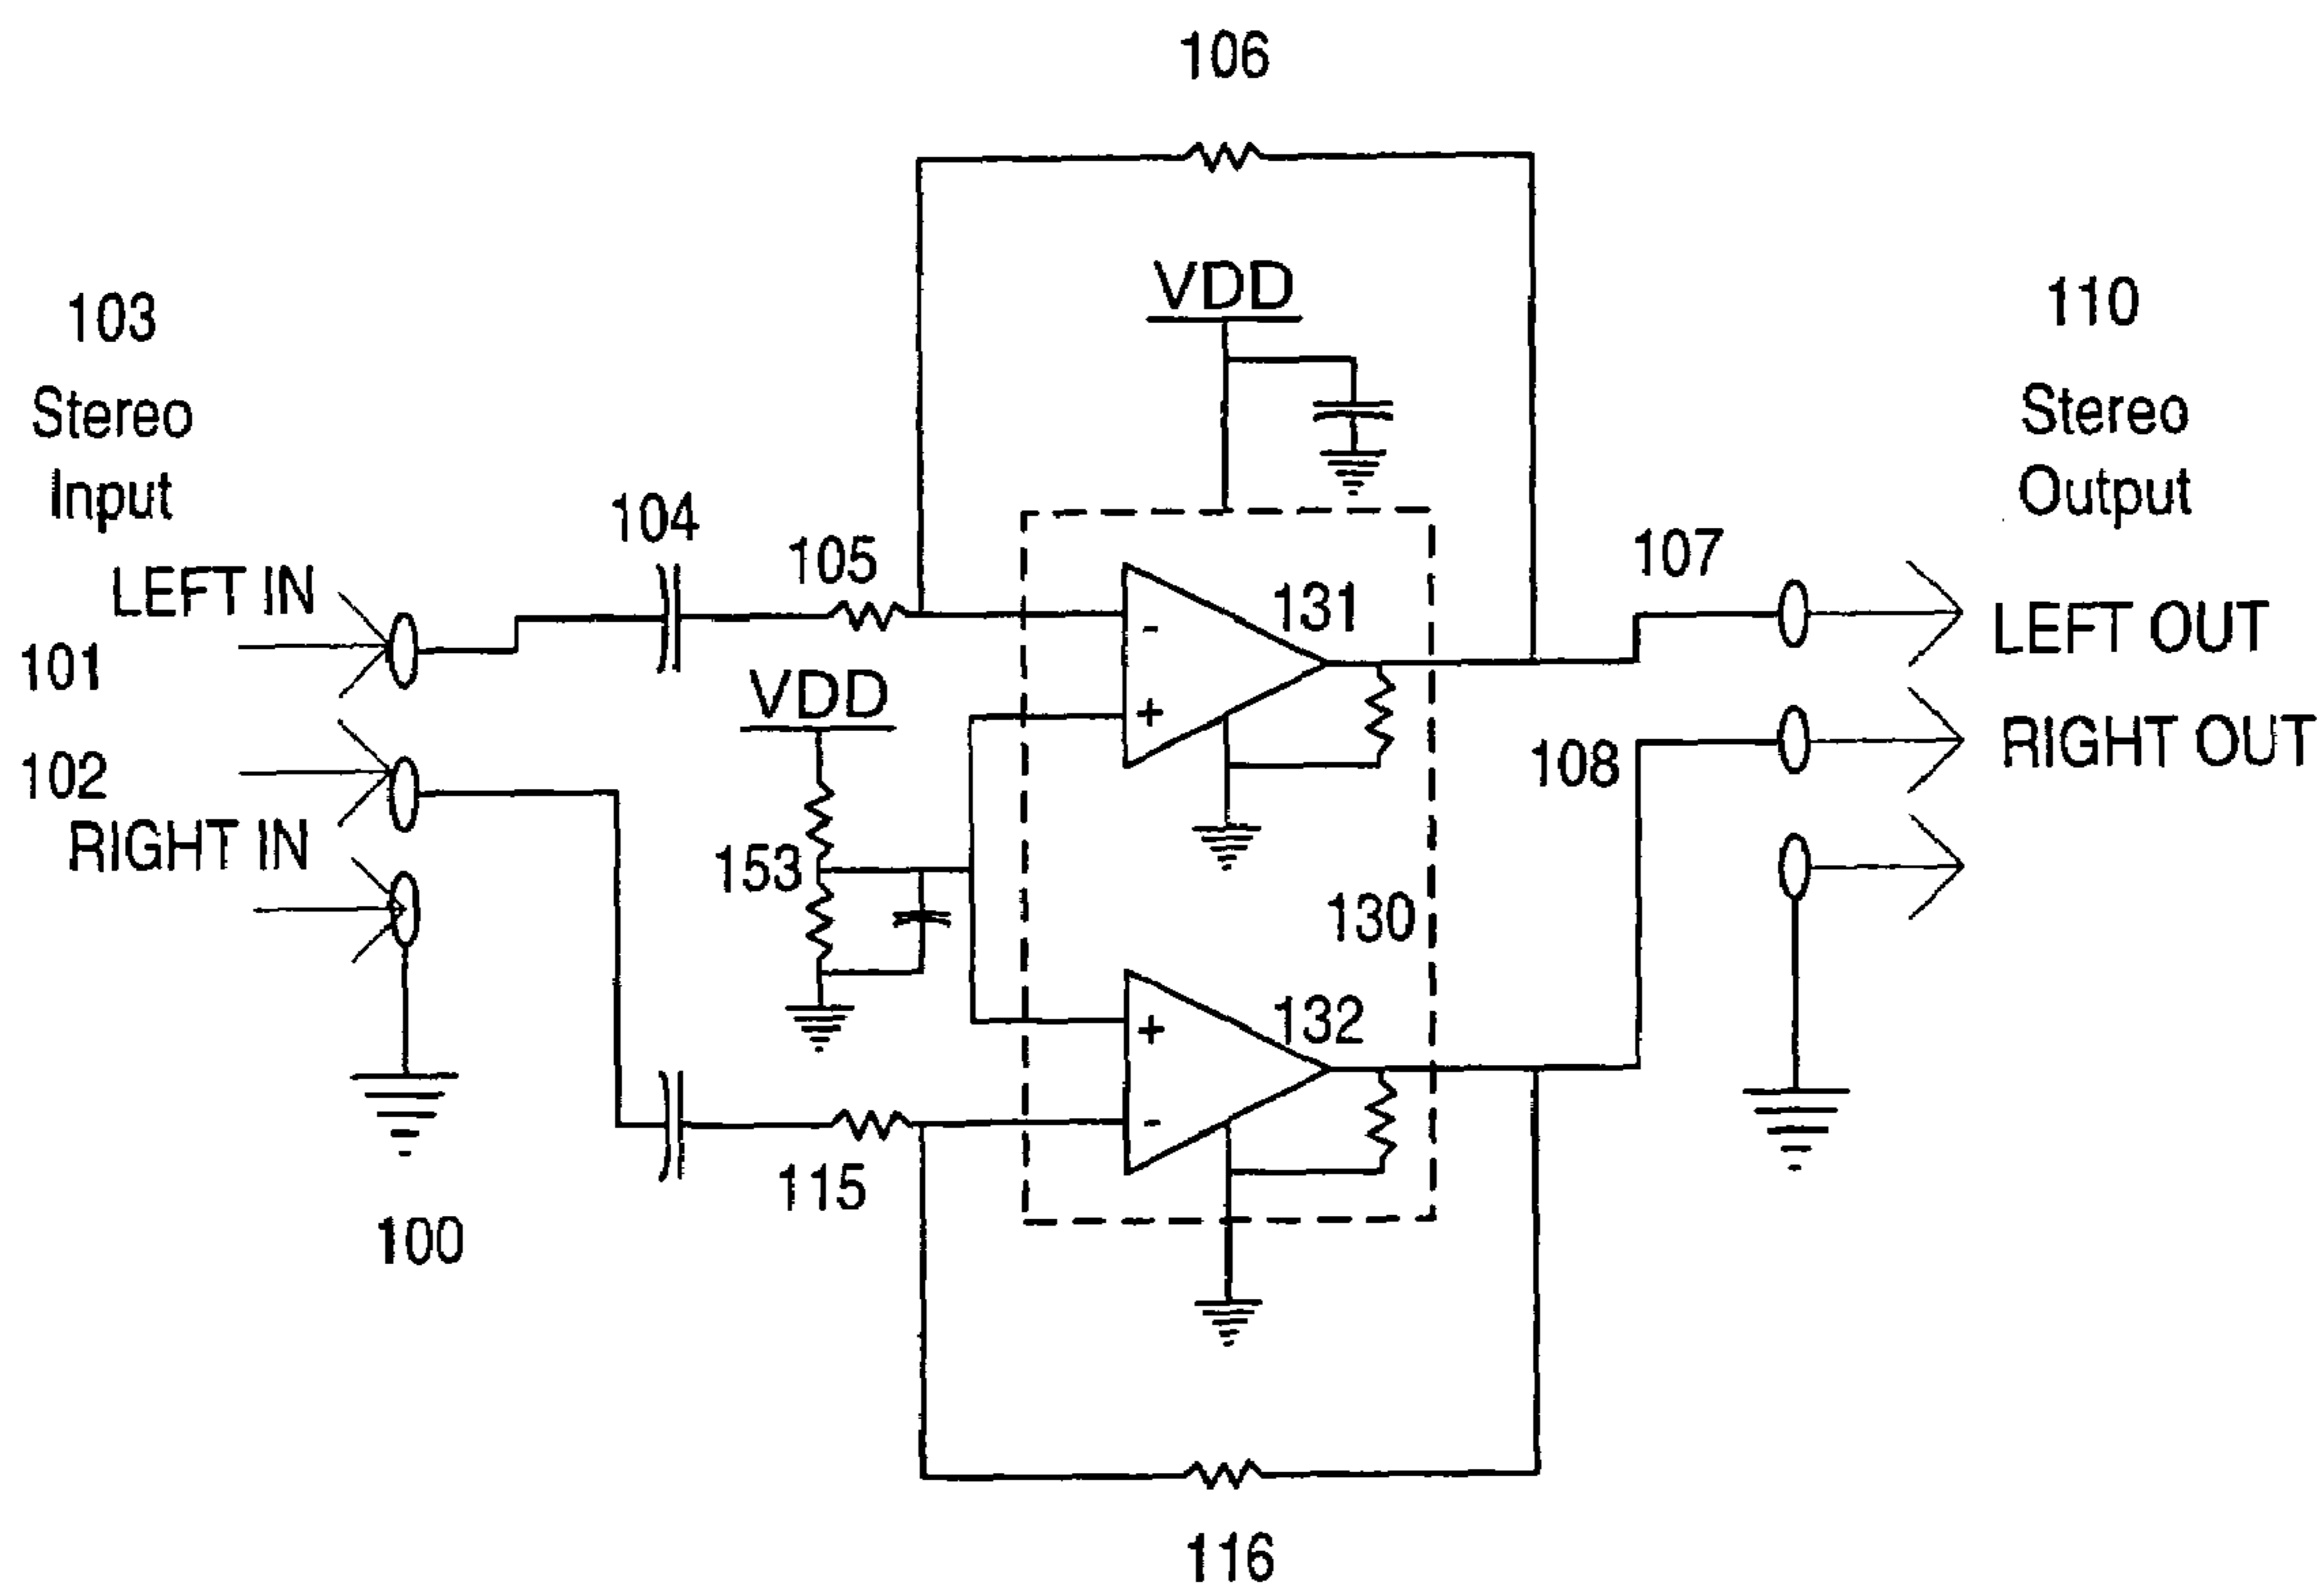 106
103
Stereo
Input
VDD
110
Stereo
Output
104
105
107
LEFT IN
131
LEFT OUT
101
VDD
-
+
102
108
RIGHT OUT
RIGHT IN
153
130
132
+
-
115
100
116